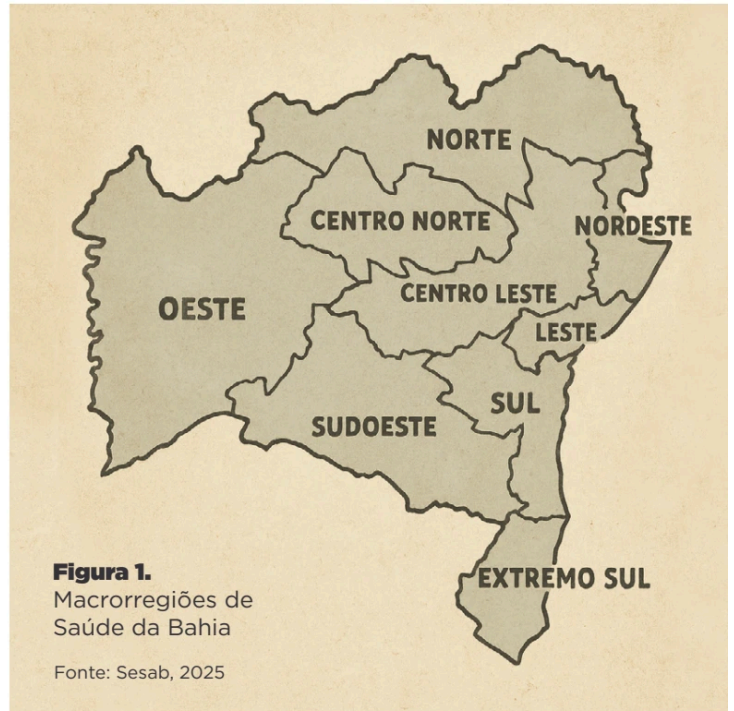 NORTE
CENTRO NORTE
NORDESTE
CENTRO LESTE
OESTE
LESTE
SUL
SUDOESTE
EXTREMO SUL
Figura 1.
Macrorregiões de
Saúde da Bahia
Fonte: Sesab, 2025